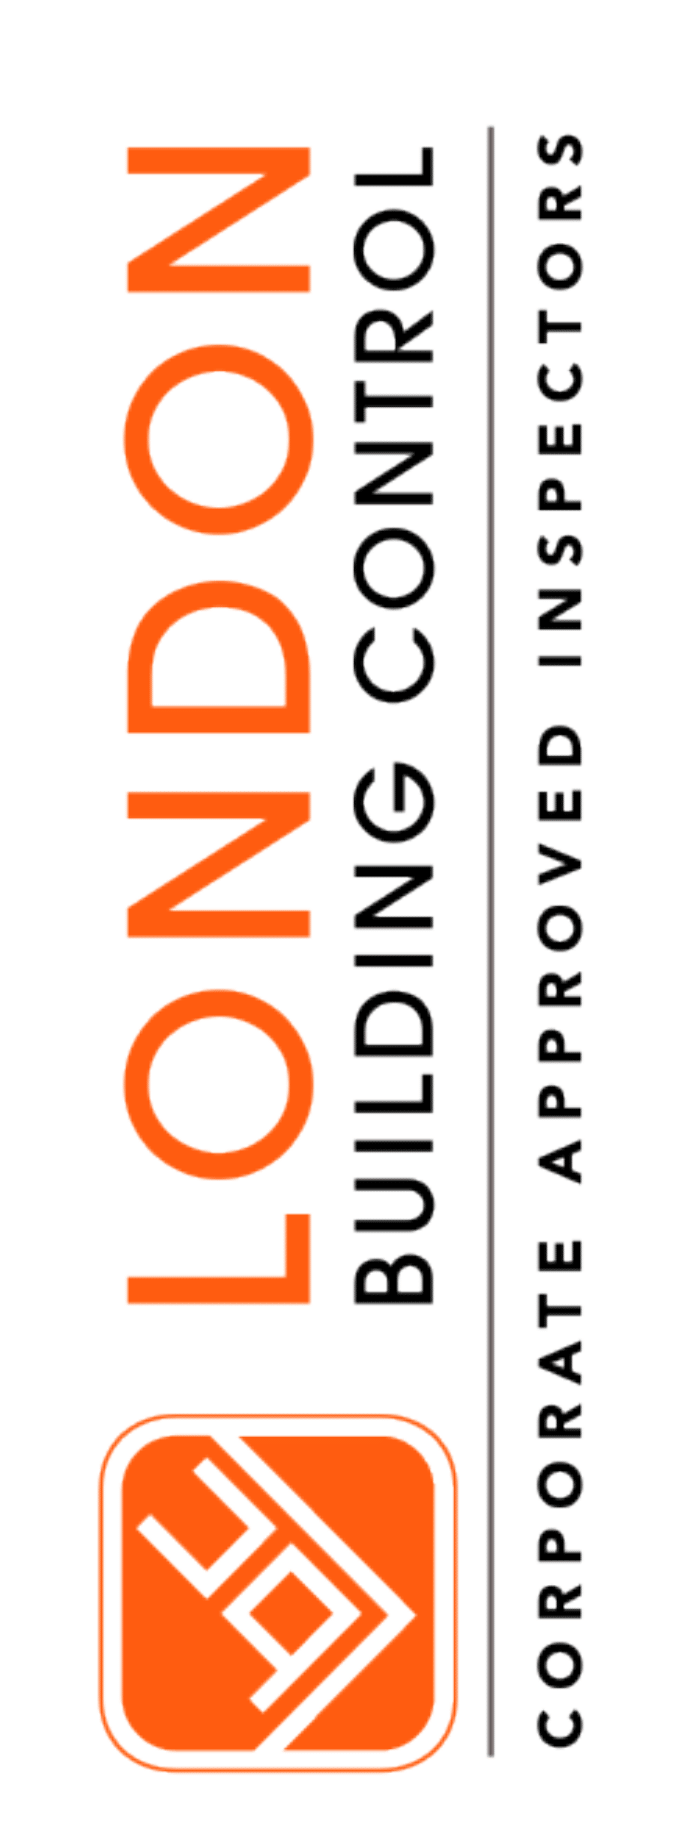 LONDON
BUILDING CONTROL
CORPORATE APPROVED INSPECTORS